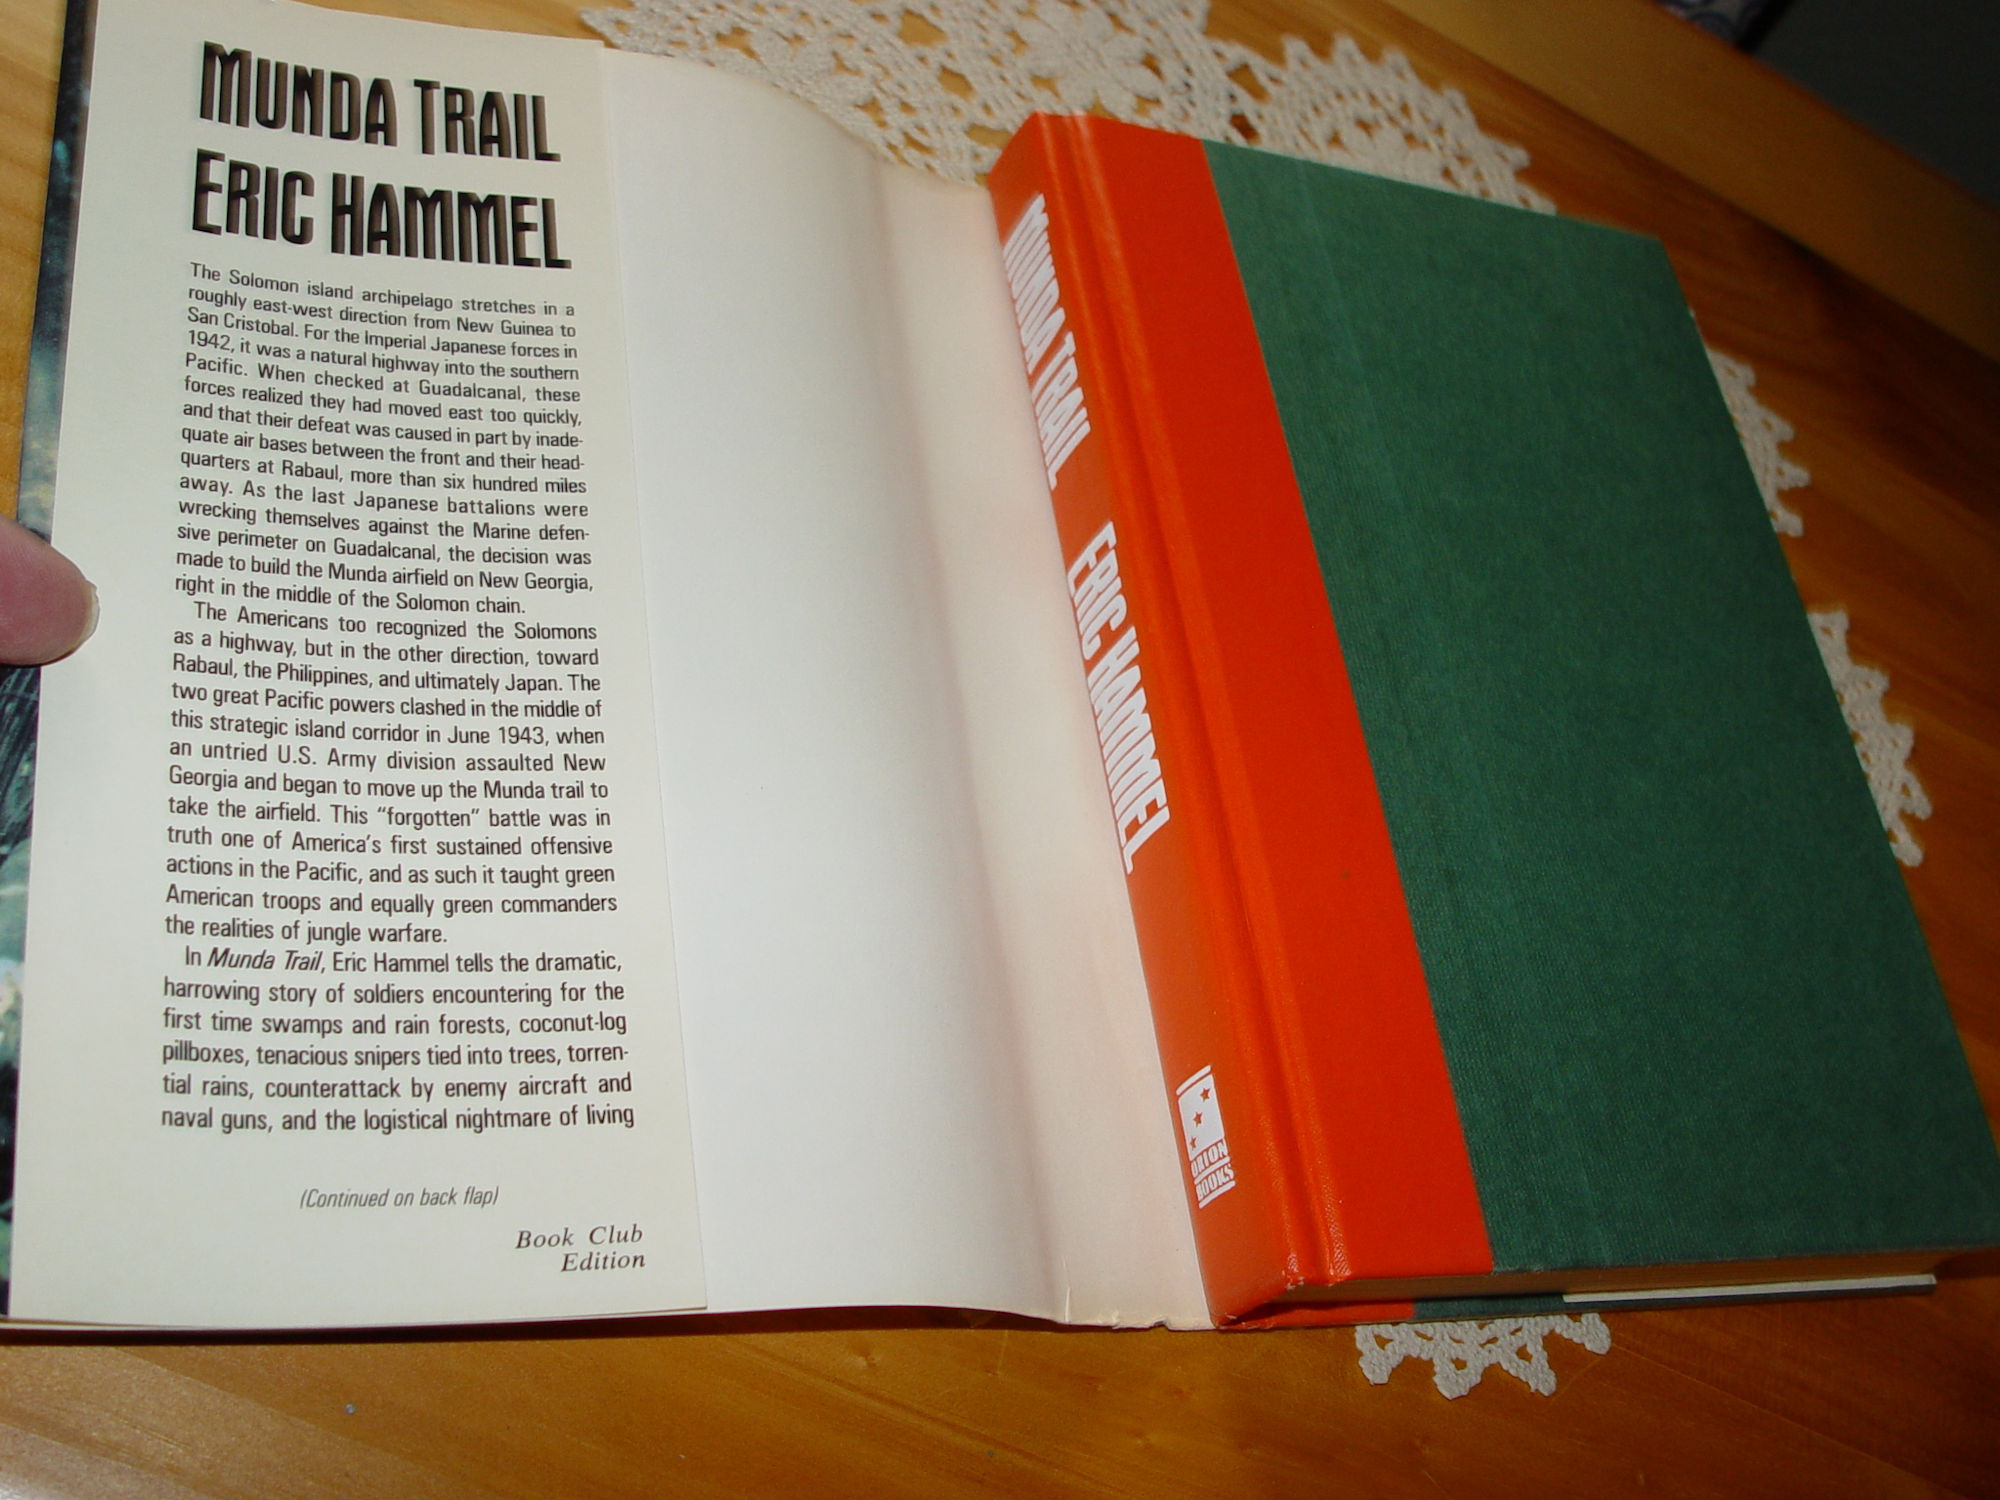 MUNDA TRAIL
ERIC HAMMEL
The Solomon island archipelago stretches in a
roughly east-west direction from New Guinea to
San Cristobal. For the Imperial Japanese forces in
1942, it was a natural highway into the southern
Pacific. When checked at Guadalcanal, these
forces realized they had moved east too quickly,
and that their defeat was caused in part by inade-
quate air bases between the front and their head-
quarters at Rabaul, more than six hundred miles
away. As the last Japanese battalions were
wrecking themselves against the Marine defen-
sive perimeter on Guadalcanal, the decision was
made to build the Munda airfield on New Georgia,
right in the middle of the Solomon chain.
The Americans too recognized the Solomons
as a highway, but in the other direction, toward
Rabaul, the Philippines, and ultimately Japan. The
two great Pacific powers clashed in the middle of
this strategic island corridor in June 1943, when
an untried U.S. Army division assaulted New
Georgia and began to move up the Munda trail to
take the airfield. This “forgotten” battle was in
truth one of America's first sustained offensive
actions in the Pacific, and as such it taught green
American troops and equally green commanders
the realities of jungle warfare.
In Munda Trail, Eric Hammel tells the dramatic,
harrowing story of soldiers encountering for the
first time swamps and rain forests, coconut-log
pillboxes, tenacious snipers tied into trees, torren-
tial rains, counterattack by enemy aircraft and
naval guns, and the logistical nightmare of living
(Continued on back flap)
Book Club
Edition
MUNDA TRAIL ERIC HAMMEL
ORION
BOOKS